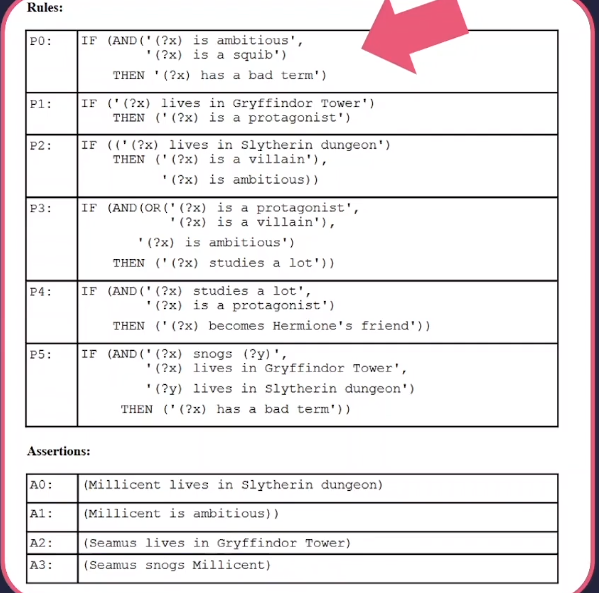 Rules:
P0: IF (AND('(?x) is ambitious',
'(?x) is a squib')
THEN '(?x) has a bad term')
P1: IF ('(?x) lives in Gryffindor Tower')
THEN ('(?x) is a protagonist')
P2: IF (('(?x) lives in Slytherin dungeon')
THEN ('(?x) is a villain'),
'(?x) is ambitious))
P3: IF (AND(OR('(?x) is a protagonist',
'(?x) is a villain'),
'(?x) is ambitious')
THEN ('(?x) studies a lot'))
P4: IF (AND('(?x) studies a lot',
'(?x) is a protagonist')
THEN ('(?x) becomes Hermione's friend'))
P5: IF (AND('(?x) snogs (?y)',
'(?x) lives in Gryffindor Tower',
'(?y) lives in Slytherin dungeon')
THEN ('(?x) has a bad term'))
Assertions:
A0: (Millicent lives in Slytherin dungeon)
A1: (Millicent is ambitious))
A2: (Seamus lives in Gryffindor Tower)
A3: (Seamus snogs Millicent)